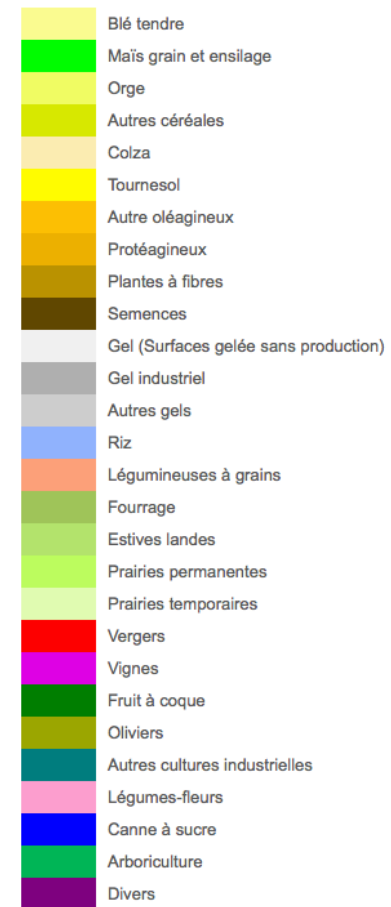 Blé tendre
Maïs grain et ensilage
Orge
Autres céréales
Colza
Tournesol
Autre oléagineux
Protéagineux
Plantes à fibres
Semences
Gel (Surfaces gelée sans production)
Gel industriel
Autres gels
Riz
Légumineuses à grains
Fourrage
Estives landes
Prairies permanentes
Prairies temporaires
Vergers
Vignes
Fruit à coque
Oliviers
Autres cultures industrielles
Légumes-fleurs
Canne à sucre
Arboriculture
Divers